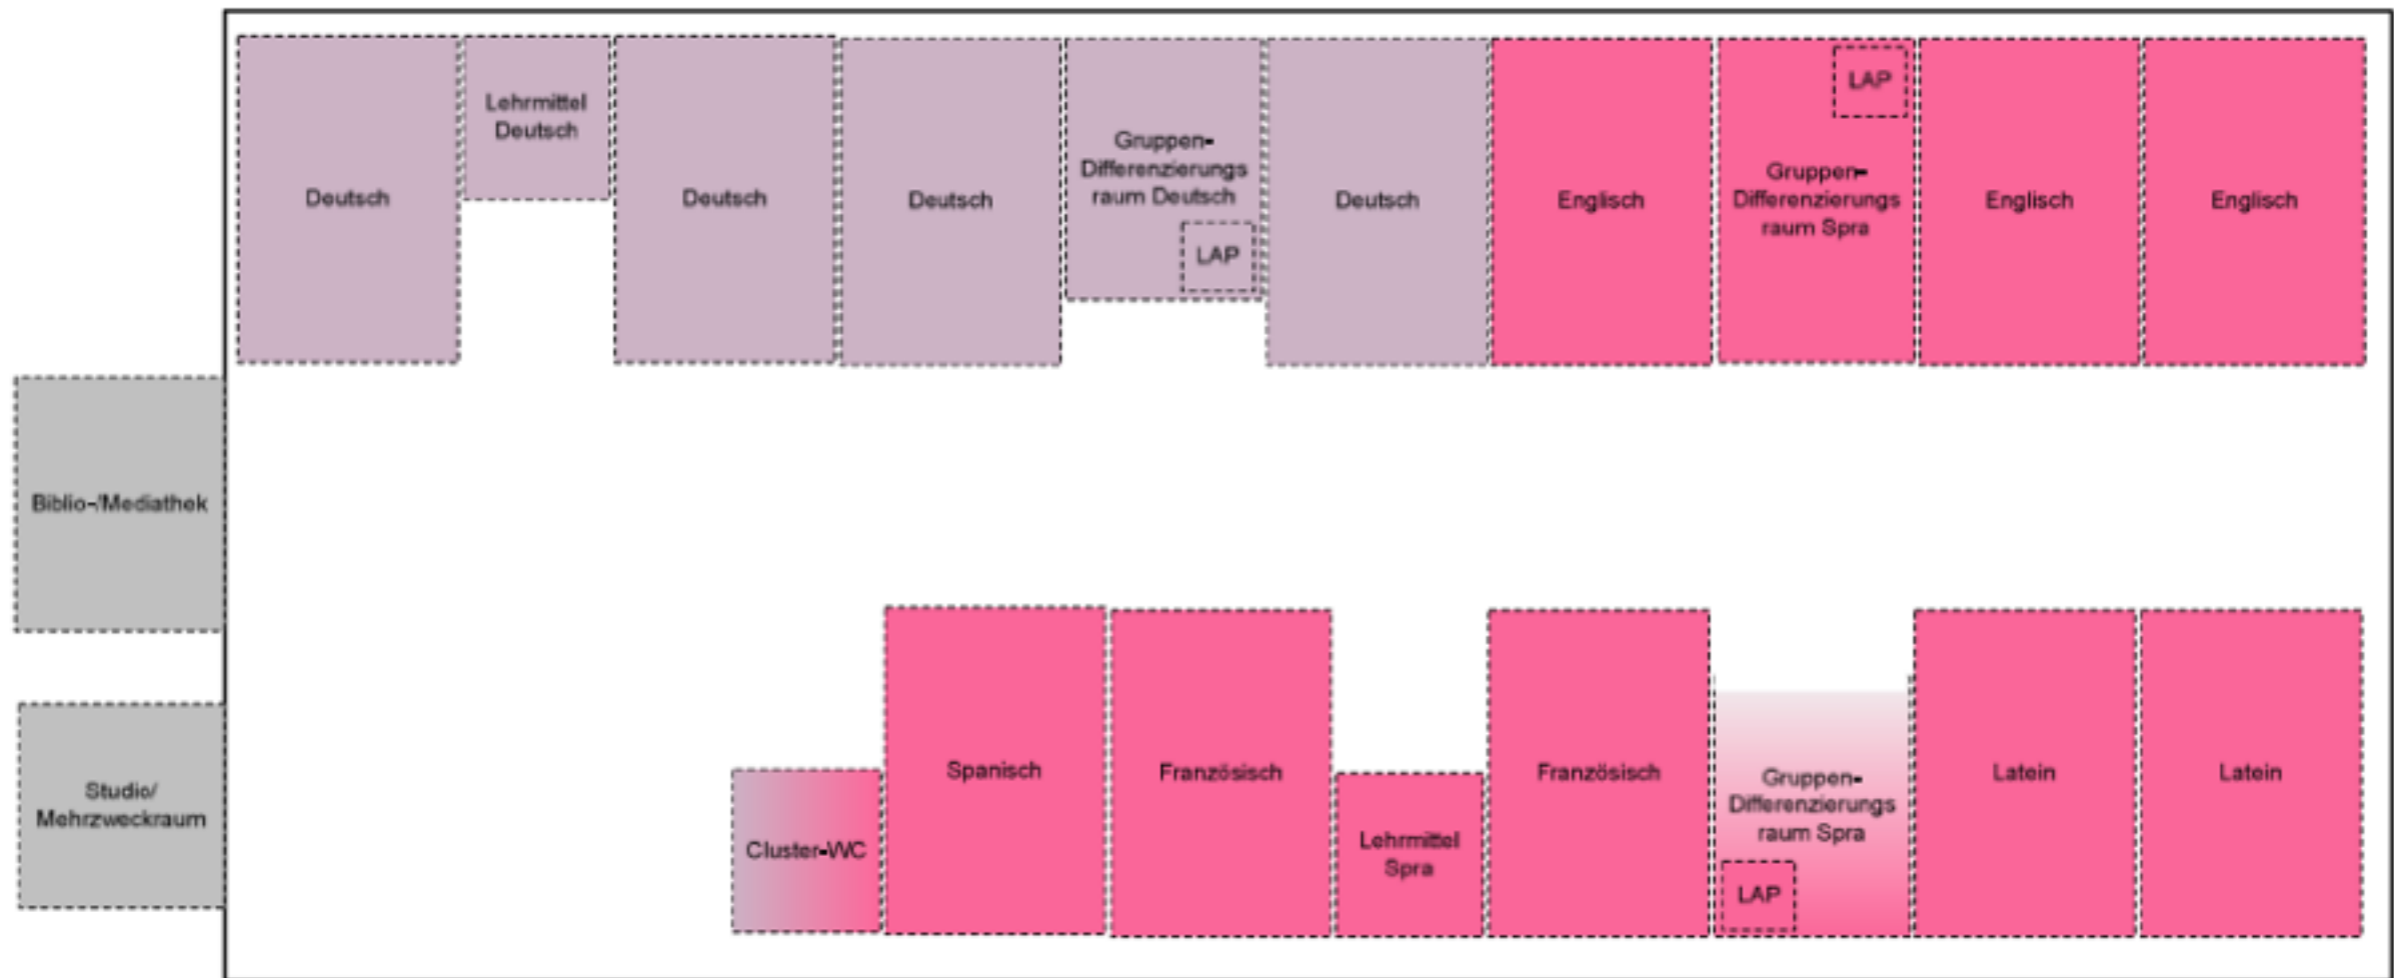 Deutsch
Lehrmittel
Deutsch
Deutsch
Deutsch
Gruppen-
Differenzierungs
raum Deutsch
LAP
Deutsch
Englisch
LAP
Gruppen-
Differenzierungs
raum Spra
Englisch
Englisch
Biblio-/Mediathek
Studio/
Mehrzweckraum
Cluster-WC
Spanisch
Französisch
Lehrmittel
Spra
Französisch
Gruppen-
Differenzierungs
raum Spra
LAP
Latein
Latein